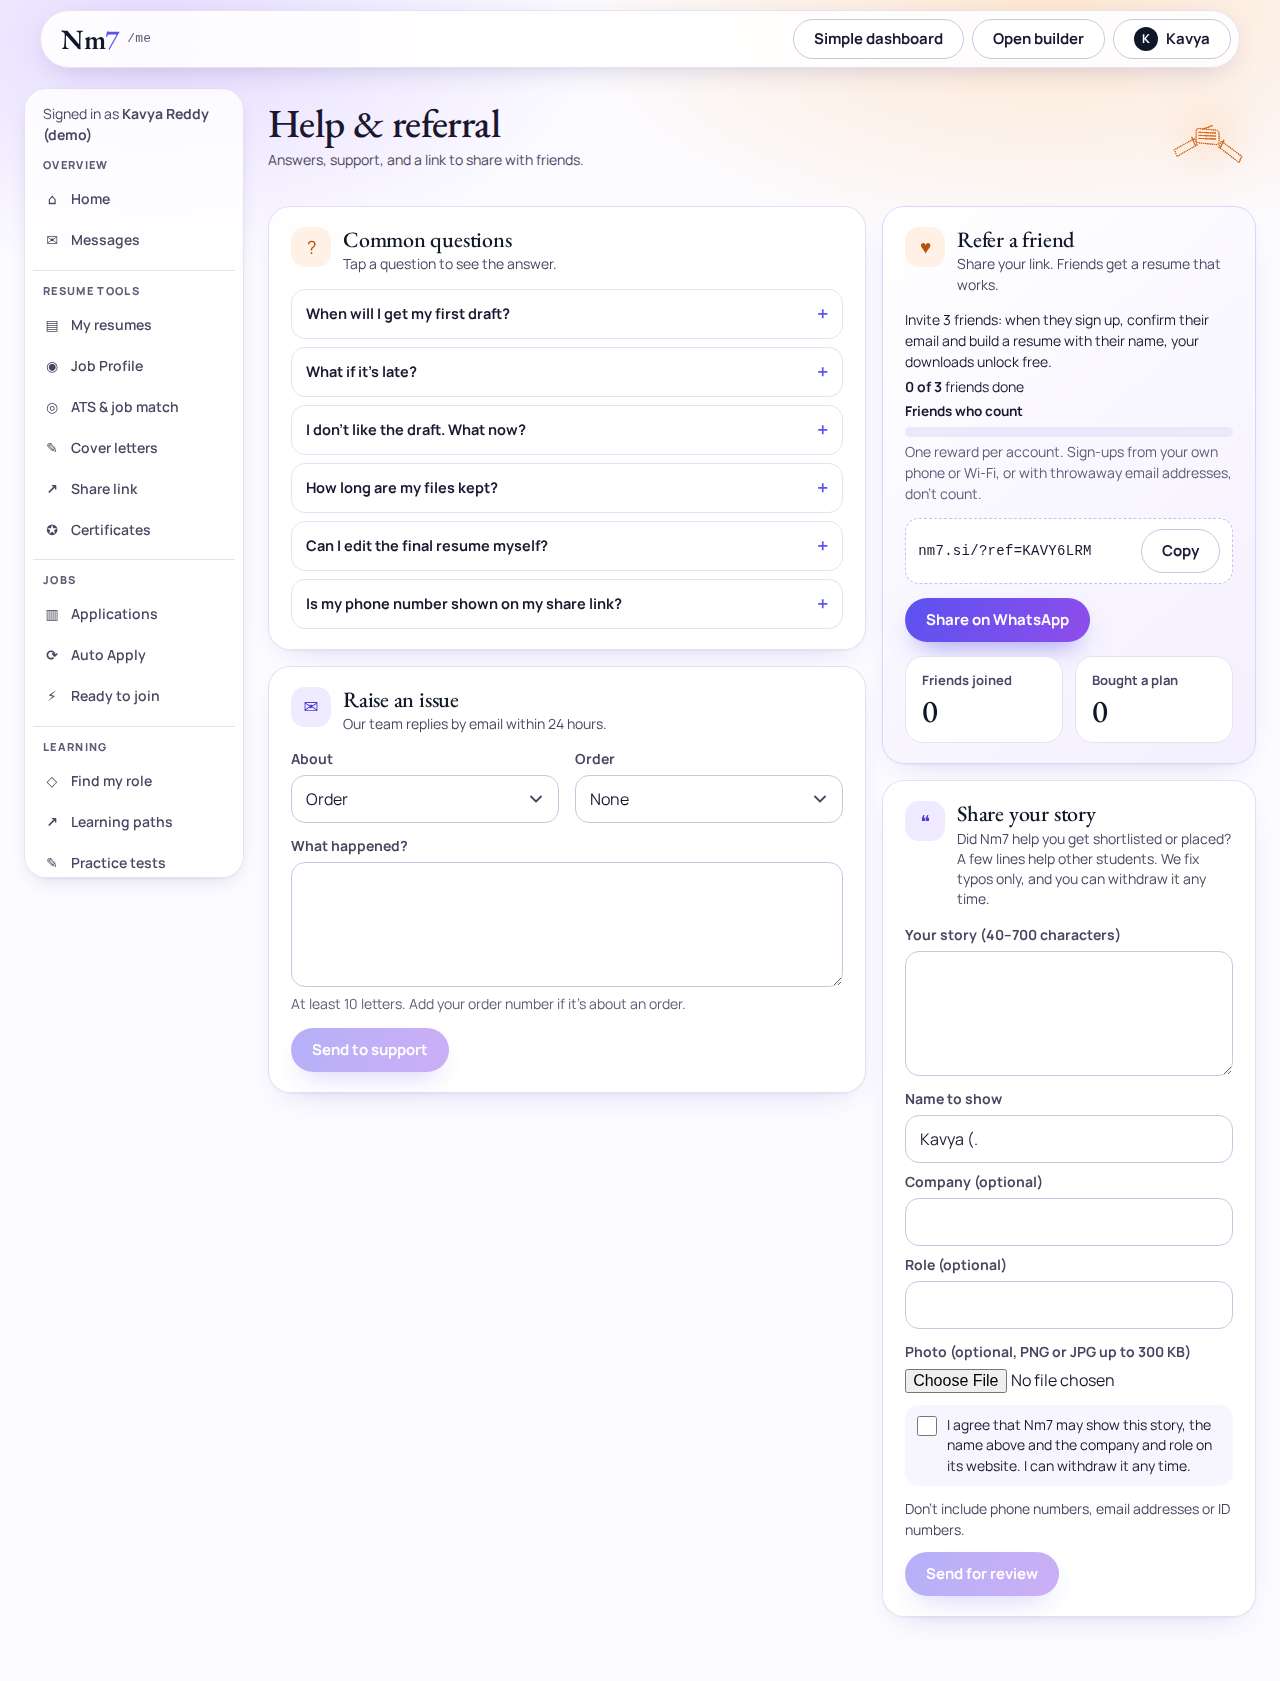 Nm7 /me
Simple dashboard
Open builder
K Kavya
Signed in as Kavya Reddy
(demo)
OVERVIEW
Home
Messages
RESUME TOOLS
My resumes
Job Profile
ATS & job match
Cover letters
Share link
Certificates
JOBS
Applications
Auto Apply
Ready to join
LEARNING
Find my role
Learning paths
Practice tests
Help & referral
Answers, support, and a link to share with friends.
?
Common questions
Tap a question to see the answer.
When will I get my first draft? +
What if it's late? +
I don't like the draft. What now? +
How long are my files kept? +
Can I edit the final resume myself? +
Is my phone number shown on my share link? +
Raise an issue
Our team replies by email within 24 hours.
About
Order
Order
None
What happened?
At least 10 letters. Add your order number if it's about an order.
Send to support
Refer a friend
Share your link. Friends get a resume that
works.
Invite 3 friends: when they sign up, confirm their
email and build a resume with their name, your
downloads unlock free.
0 of 3 friends done
Friends who count
One reward per account. Sign-ups from your own
phone or Wi-Fi, or with throwaway email addresses,
don't count.
nm7.si/?ref=KAVY6LRM
Copy
Share on WhatsApp
Friends joined
0
Bought a plan
0
❝
Share your story
Did Nm7 help you get shortlisted or placed?
A few lines help other students. We fix
typos only, and you can withdraw it any
time.
Your story (40–700 characters)
Name to show
Kavya (.
Company (optional)
Role (optional)
Photo (optional, PNG or JPG up to 300 KB)
Choose File No file chosen
I agree that Nm7 may show this story, the
name above and the company and role on
its website. I can withdraw it any time.
Don't include phone numbers, email addresses or ID
numbers.
Send for review